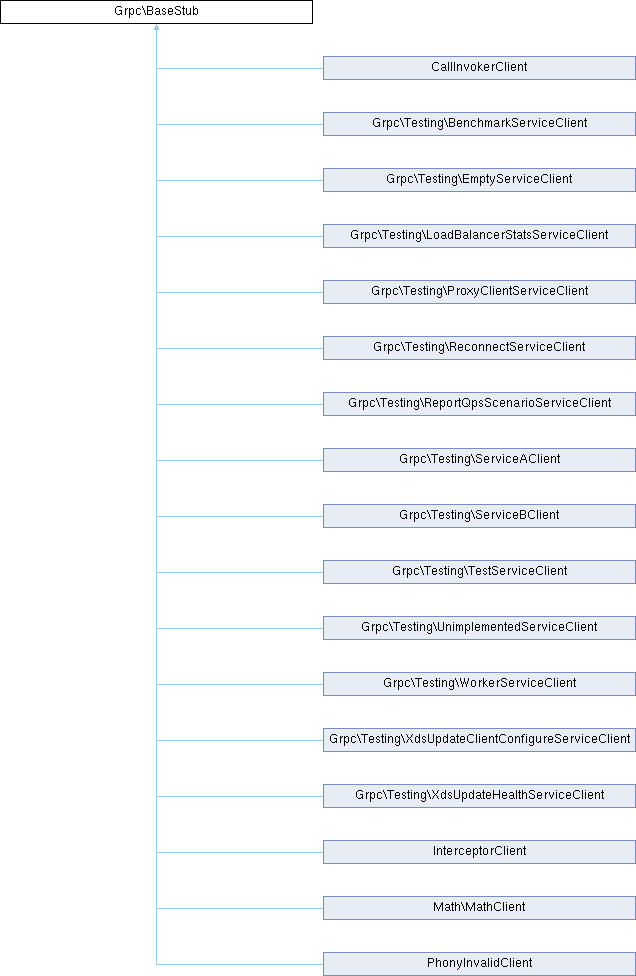 Grpc\BaseStub
CallInvokerClient
Grpc\Testing\BenchmarkServiceClient
Grpc\Testing\EmptyServiceClient
Grpc\Testing\LoadBalancerStatsServiceClient
Grpc\Testing\ProxyClientServiceClient
Grpc\Testing\ReconnectServiceClient
Grpc\Testing\ReportQpsScenarioServiceClient
Grpc\Testing\ServiceAClient
Grpc\Testing\ServiceBClient
Grpc\Testing\TestServiceClient
Grpc\Testing\UnimplementedServiceClient
Grpc\Testing\WorkerServiceClient
Grpc\Testing\XdsUpdateClientConfigureServiceClient
Grpc\Testing\XdsUpdateHealthServiceClient
InterceptorClient
Math\MathClient
PhonyInvalidClient